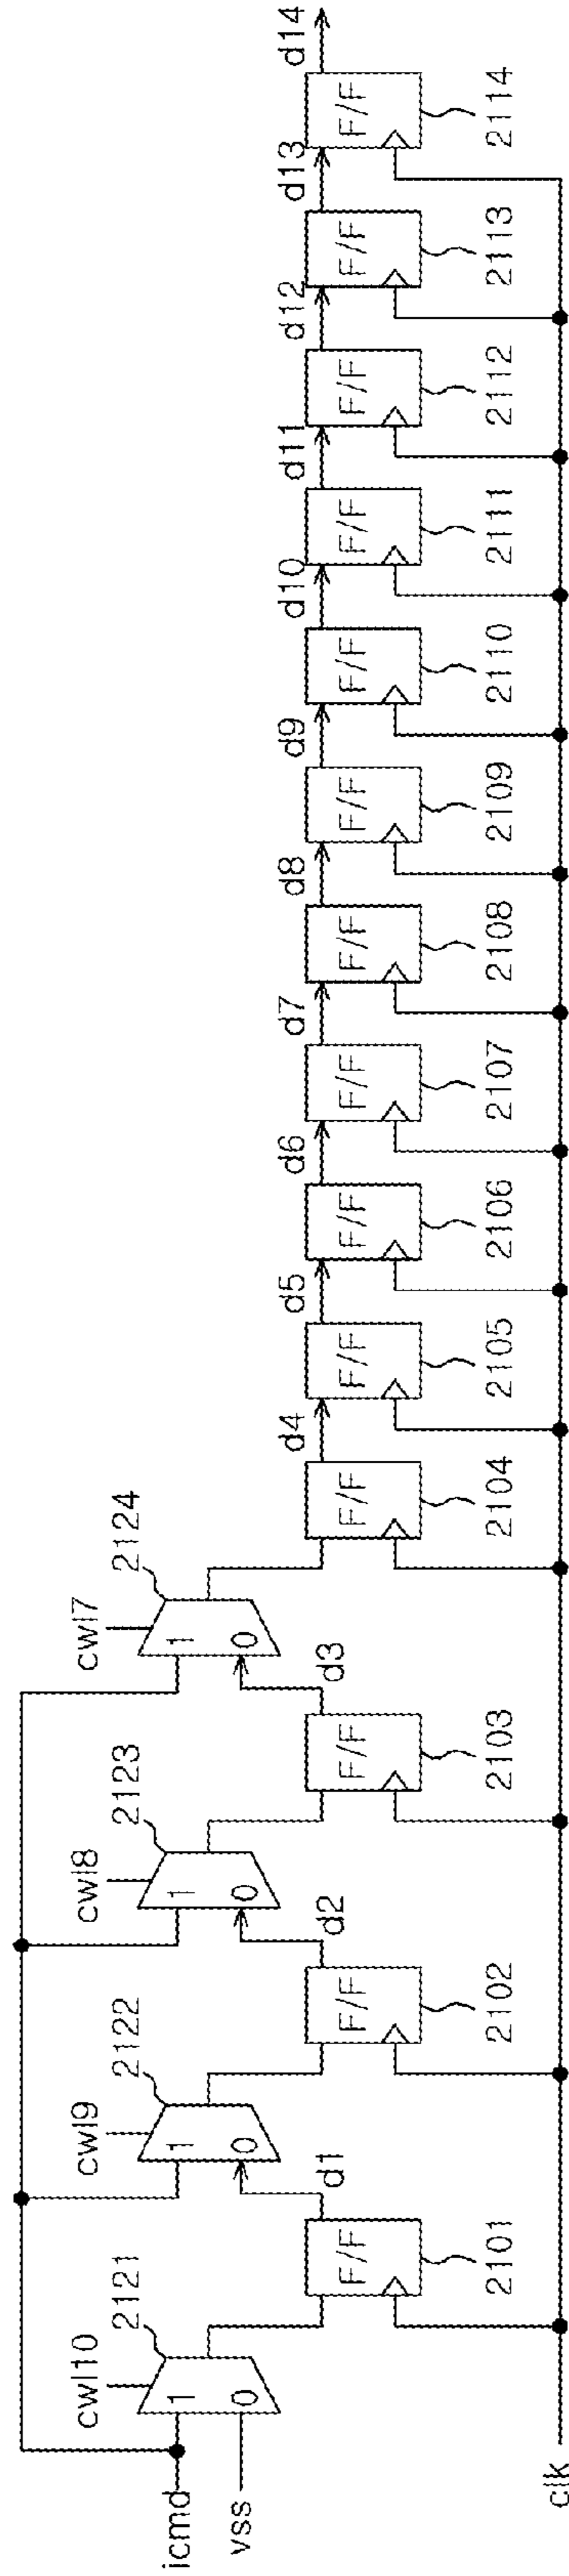 icmd
vss
clk
cwl10
2121
1
0
F/F
2101
d1
cwl9
2122
1
0
F/F
2102
d2
cwl8
2123
1
0
F/F
2103
d3
cwl7
2124
1
0
F/F
2104
d4
F/F
2105
d5
F/F
2106
d6
F/F
2107
d7
F/F
2108
d8
F/F
2109
d9
F/F
2110
d10
F/F
2111
d11
F/F
2112
d12
F/F
2113
d13
F/F
2114
d14